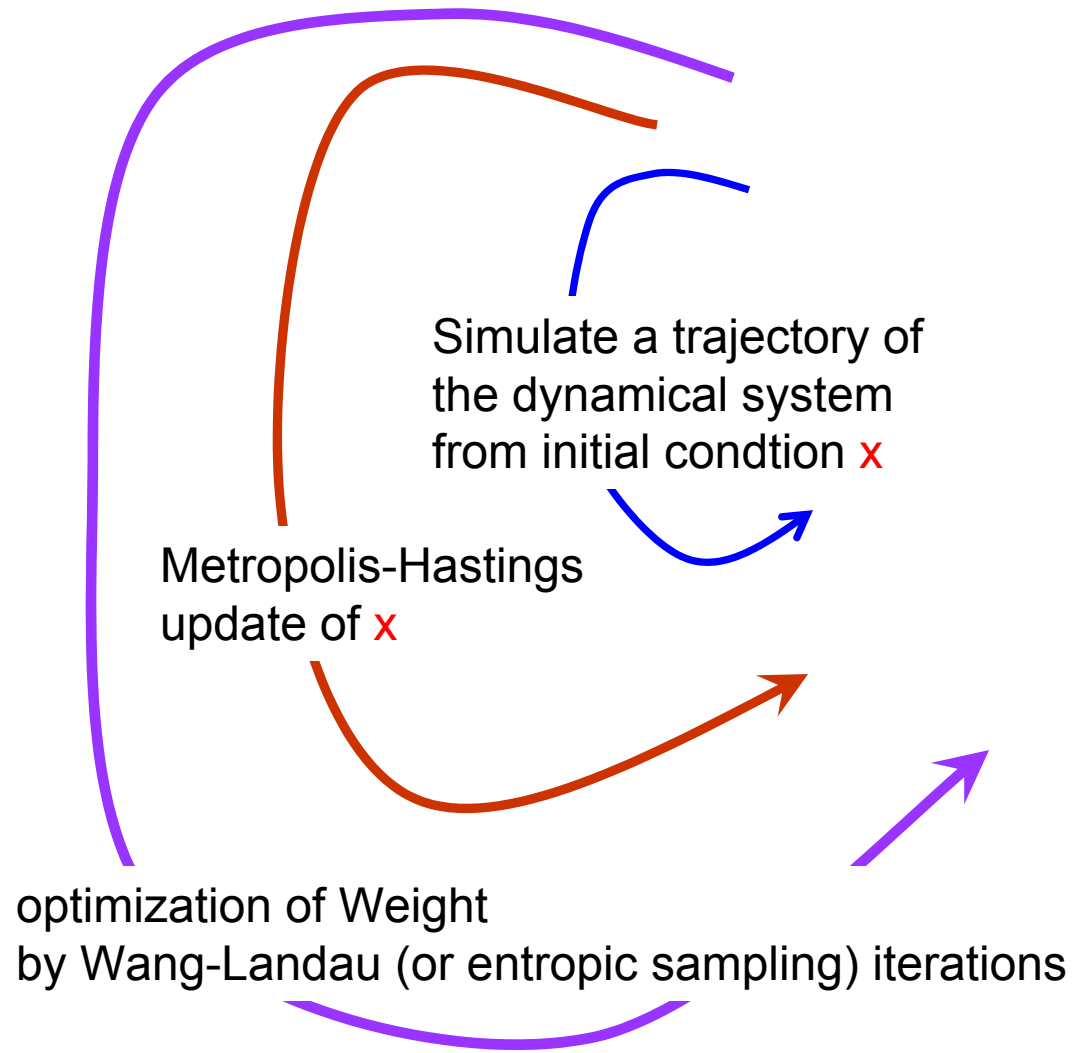 Simulate a trajectory of
the dynamical system
from initial condtion x
Metropolis-Hastings
update of x
optimization of Weight
by Wang-Landau (or entropic sampling) iterations